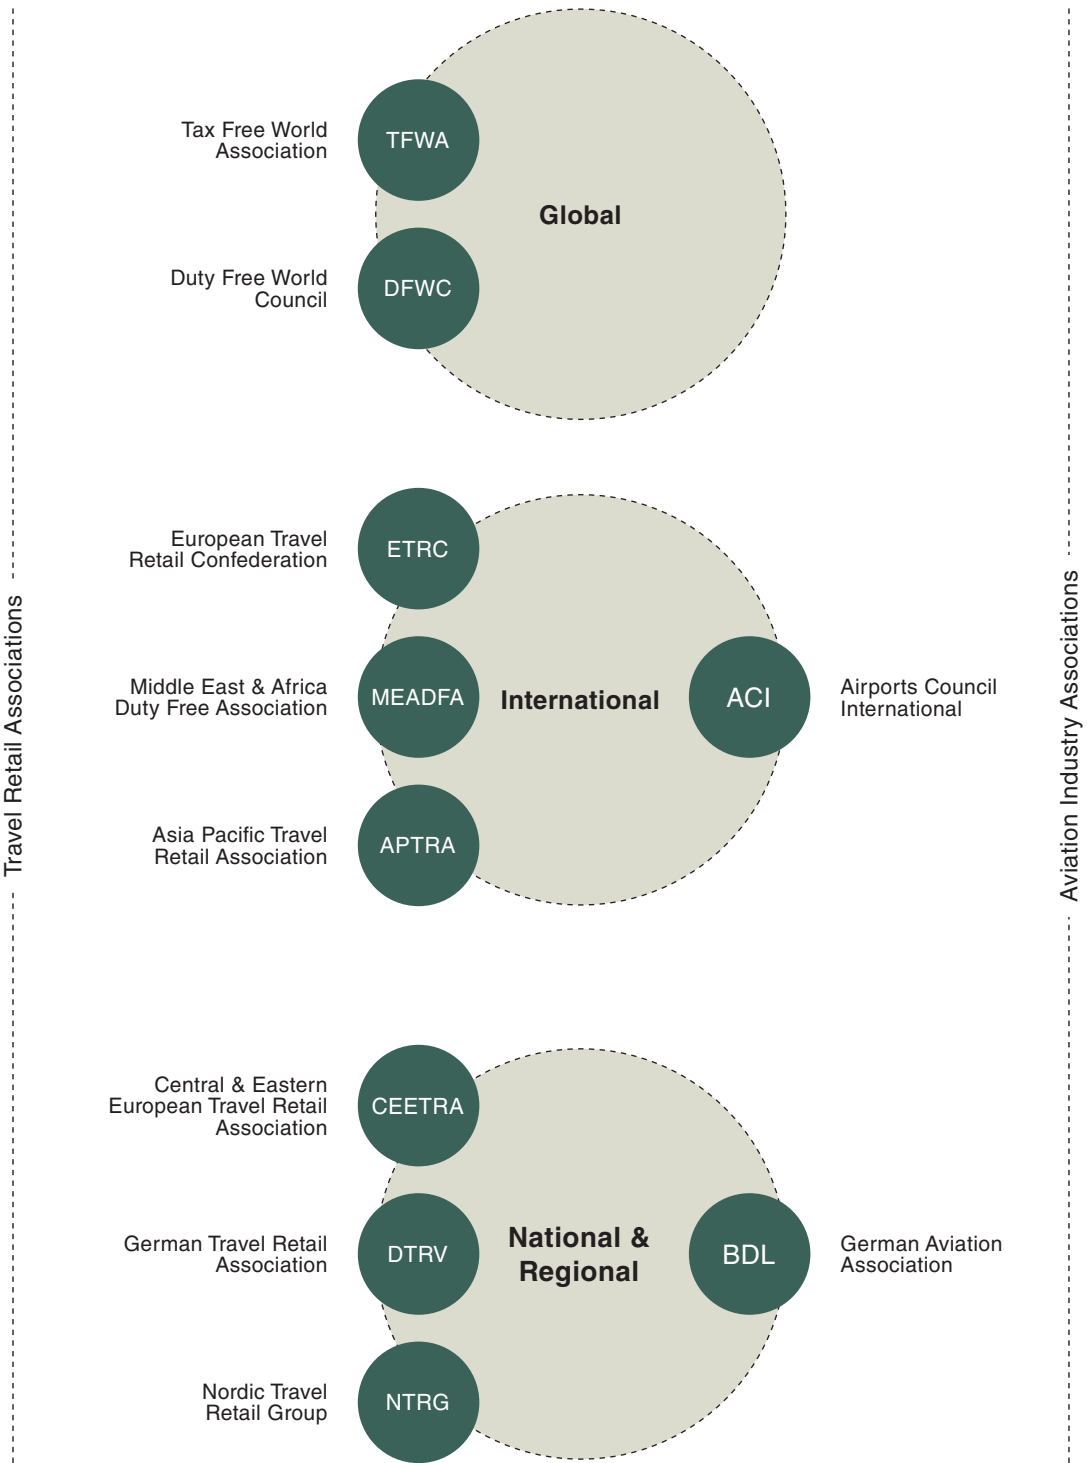 Travel Retail Associations
Tax Free World
Association
TFWA
Global
Duty Free World
Council
DFWC
European Travel
Retail Confederation
ETRC
Middle East & Africa
Duty Free Association
MEADFA
International
ACI
Airports Council
International
Asia Pacific Travel
Retail Association
APTRA
Central & Eastern
European Travel Retail
Association
CEETRA
German Travel Retail
Association
DTRV
National &
Regional
BDL
German Aviation
Association
Nordic Travel
Retail Group
NTRG
Aviation Industry Associations